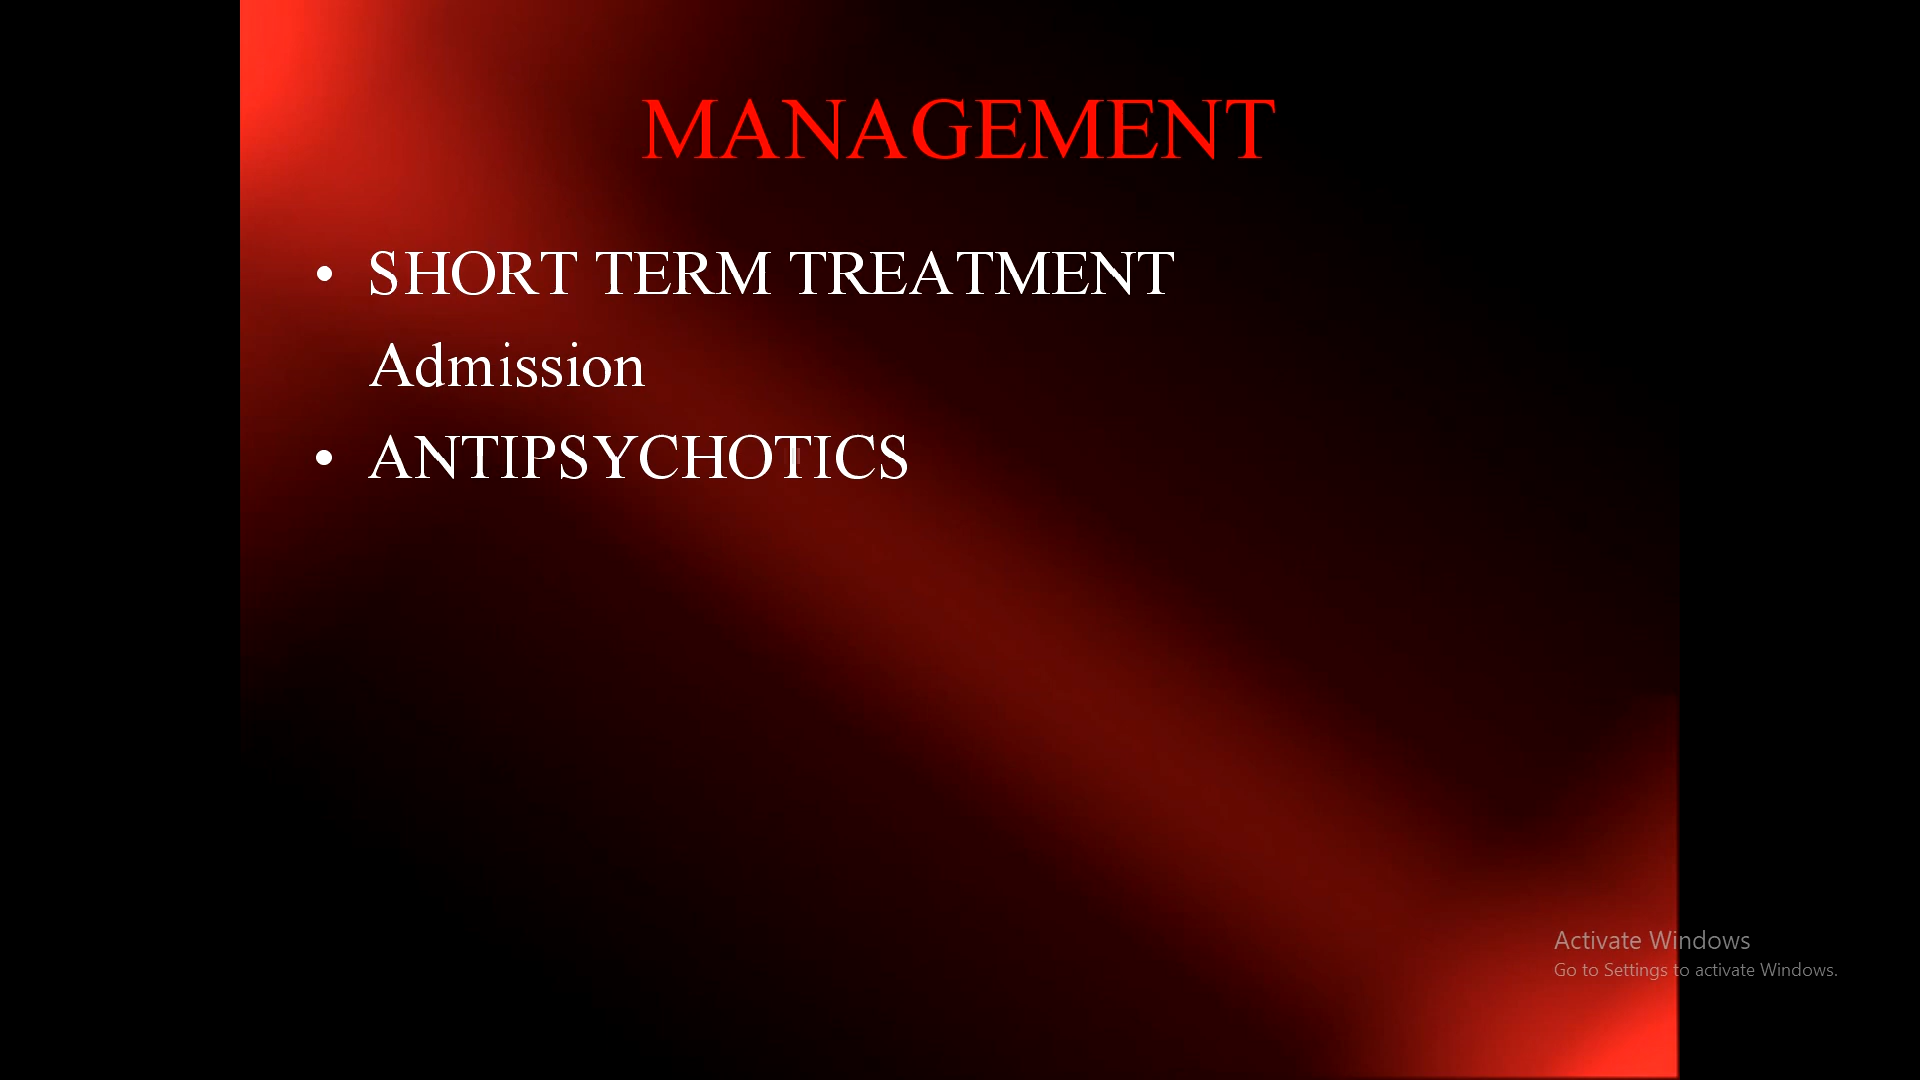 MANAGEMENT
• SHORT TERM TREATMENT
Admission
• ANTIPSYCHOTICS
Activate Windows
Go to Settings to activate Windows.